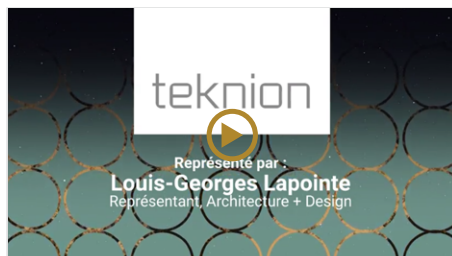 teknion
Représenté par :
Louis-Georges Lapointe
Représentant, Architecture + Design